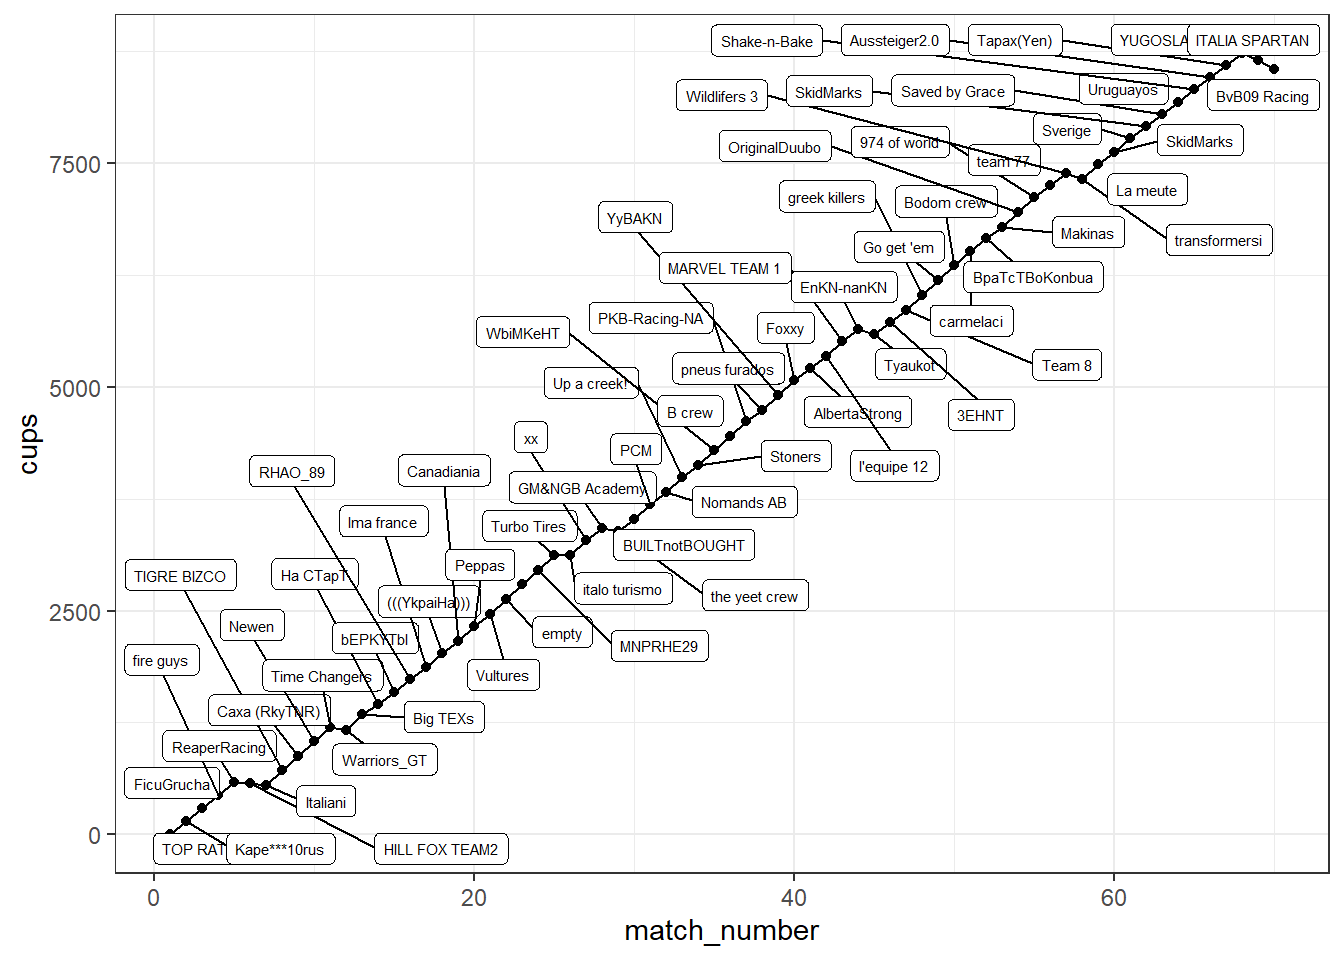 Shake-n-Bake
Aussteiger2.0
Tapax(Yen)
YUGOSLA
ITALIA SPARTAN
Wildlifers 3
SkidMarks
Saved by Grace
Uruguayos
BvB09 Racing
OriginalDuubo
974 of world
team 77
Sverige
SkidMarks
7500
greek killers
Bodom crew
La meute
YyBAKN
Go get 'em
Makinas
transformersi
MARVEL TEAM 1
EnKN-nanKN
BpaTcTBoKonbua
WbiMKeHT
PKB-Racing-NA
Foxxy
carmelaci
Up a creek!
pneus furados
Tyaukot
Team 8
5000
B crew
AlbertaStrong
3EHNT
xx
PCM
Stoners
l'equipe 12
RHAO_89
Canadiania
GM&NGB Academy
Nomands AB
Ima france
Turbo Tires
BUILTnotBOUGHT
TIGRE BIZCO
Ha CTapT
Peppas
italo turismo
the yeet crew
2500
(((YkpaiHa)))
Newen
bEPKYTbI
empty
MNPRHE29
fire guys
Time Changers
Vultures
Caxa (RkyTNR)
Big TEXs
ReaperRacing
Warriors_GT
FicuGrucha
Italiani
0
TOP RAT
Kape***10rus
HILL FOX TEAM2
0
20
40
60
match_number
cups